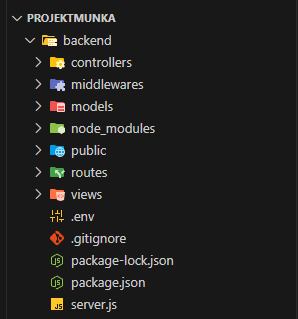 PROJEKTMUNKA
backend
controllers
middlewares
models
node_modules
public
routes
views
.env
.gitignore
package-lock.json
package.json
server.js